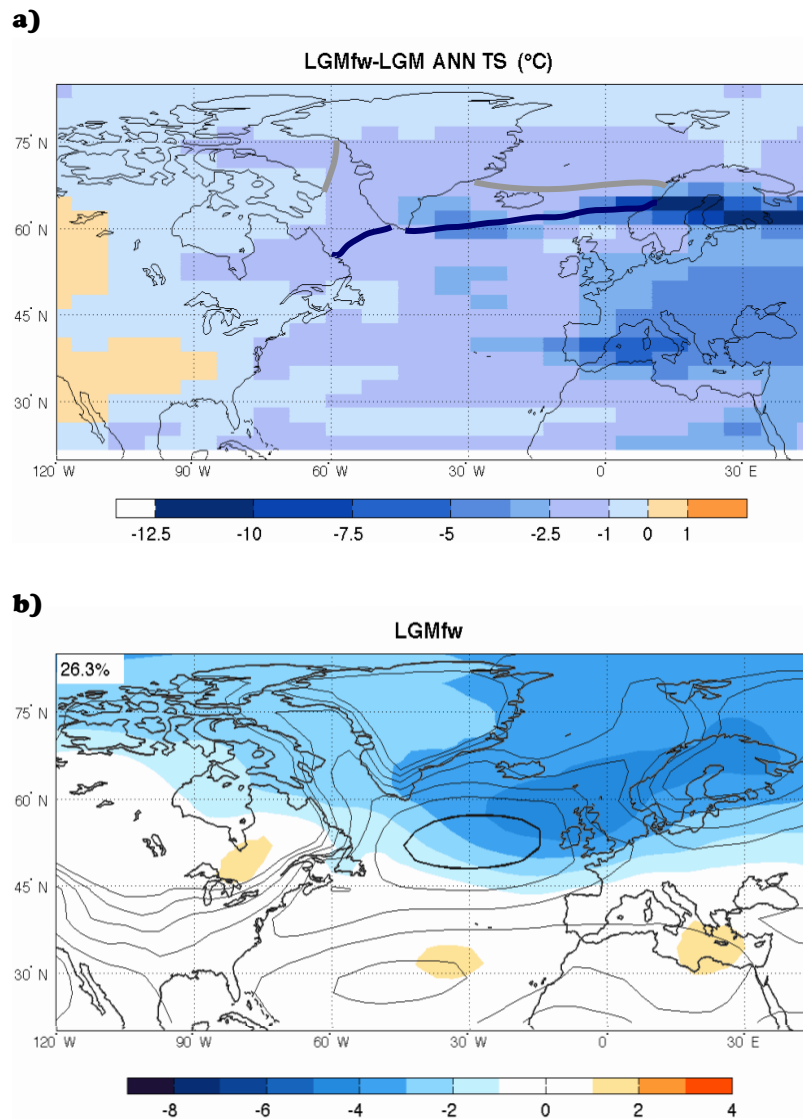 a)
LGMfw-LGM ANN TS (°C)
75° N
60° N
45° N
30° N
120° W 90° W 60° W 30° W 0° 30° E
-12.5 -10 -7.5 -5 -2.5 -1 0 1
b)
LGMfw
26.3%
75° N
60° N
45° N
30° N
120° W 90° W 60° W 30° W 0° 30° E
-8 -6 -4 -2 0 2 4